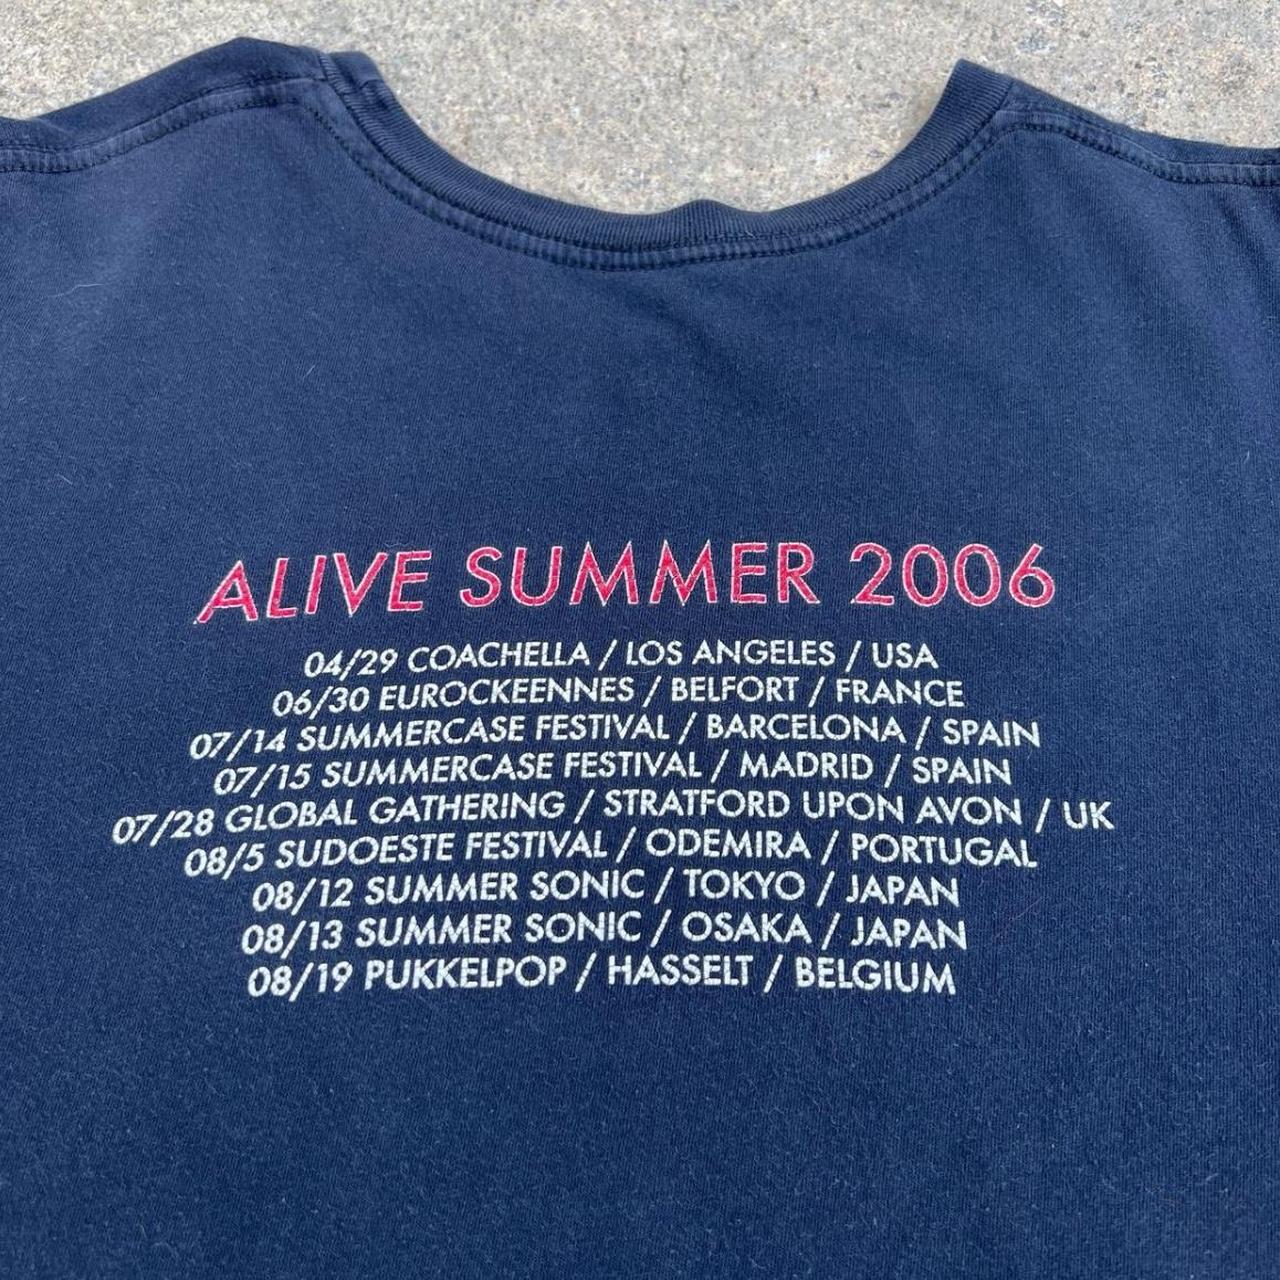 ALIVE SUMMER 2006
04/29 COACHELLA / LOS ANGELES / USA
06/30 EUROCKEENNES / BELFORT / FRANCE
07/14 SUMMERCASE FESTIVAL / BARCELONA / SPAIN
07/15 SUMMERCASE FESTIVAL / MADRID / SPAIN
07/28 GLOBAL GATHERING / STRATFORD UPON AVON / UK
08/5 SUDOESTE FESTIVAL / ODEMIRA / PORTUGAL
08/12 SUMMER SONIC / TOKYO / JAPAN
08/13 SUMMER SONIC / OSAKA / JAPAN
08/19 PUKKELPOP / HASSELT / BELGIUM